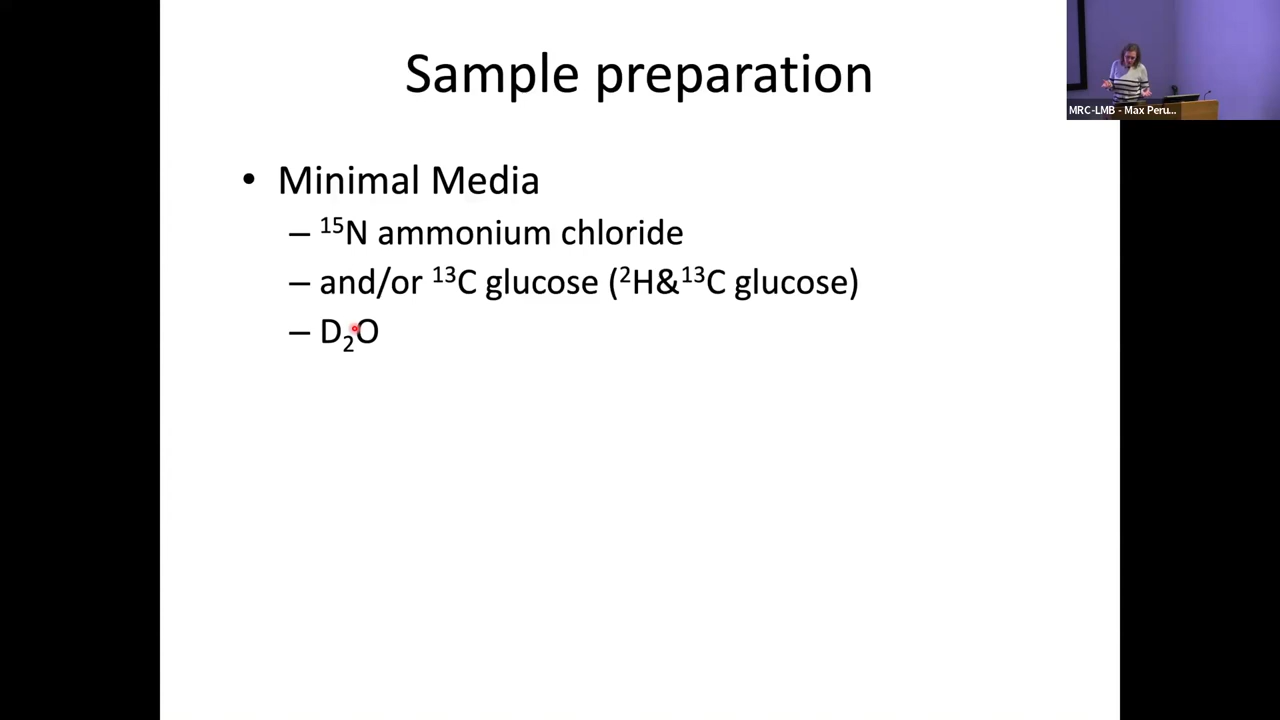 Sample preparation
MRC-LMB - Max Peru...
• Minimal Media
– ¹⁵N ammonium chloride
– and/or ¹³C glucose (²H&¹³C glucose)
– D₂O